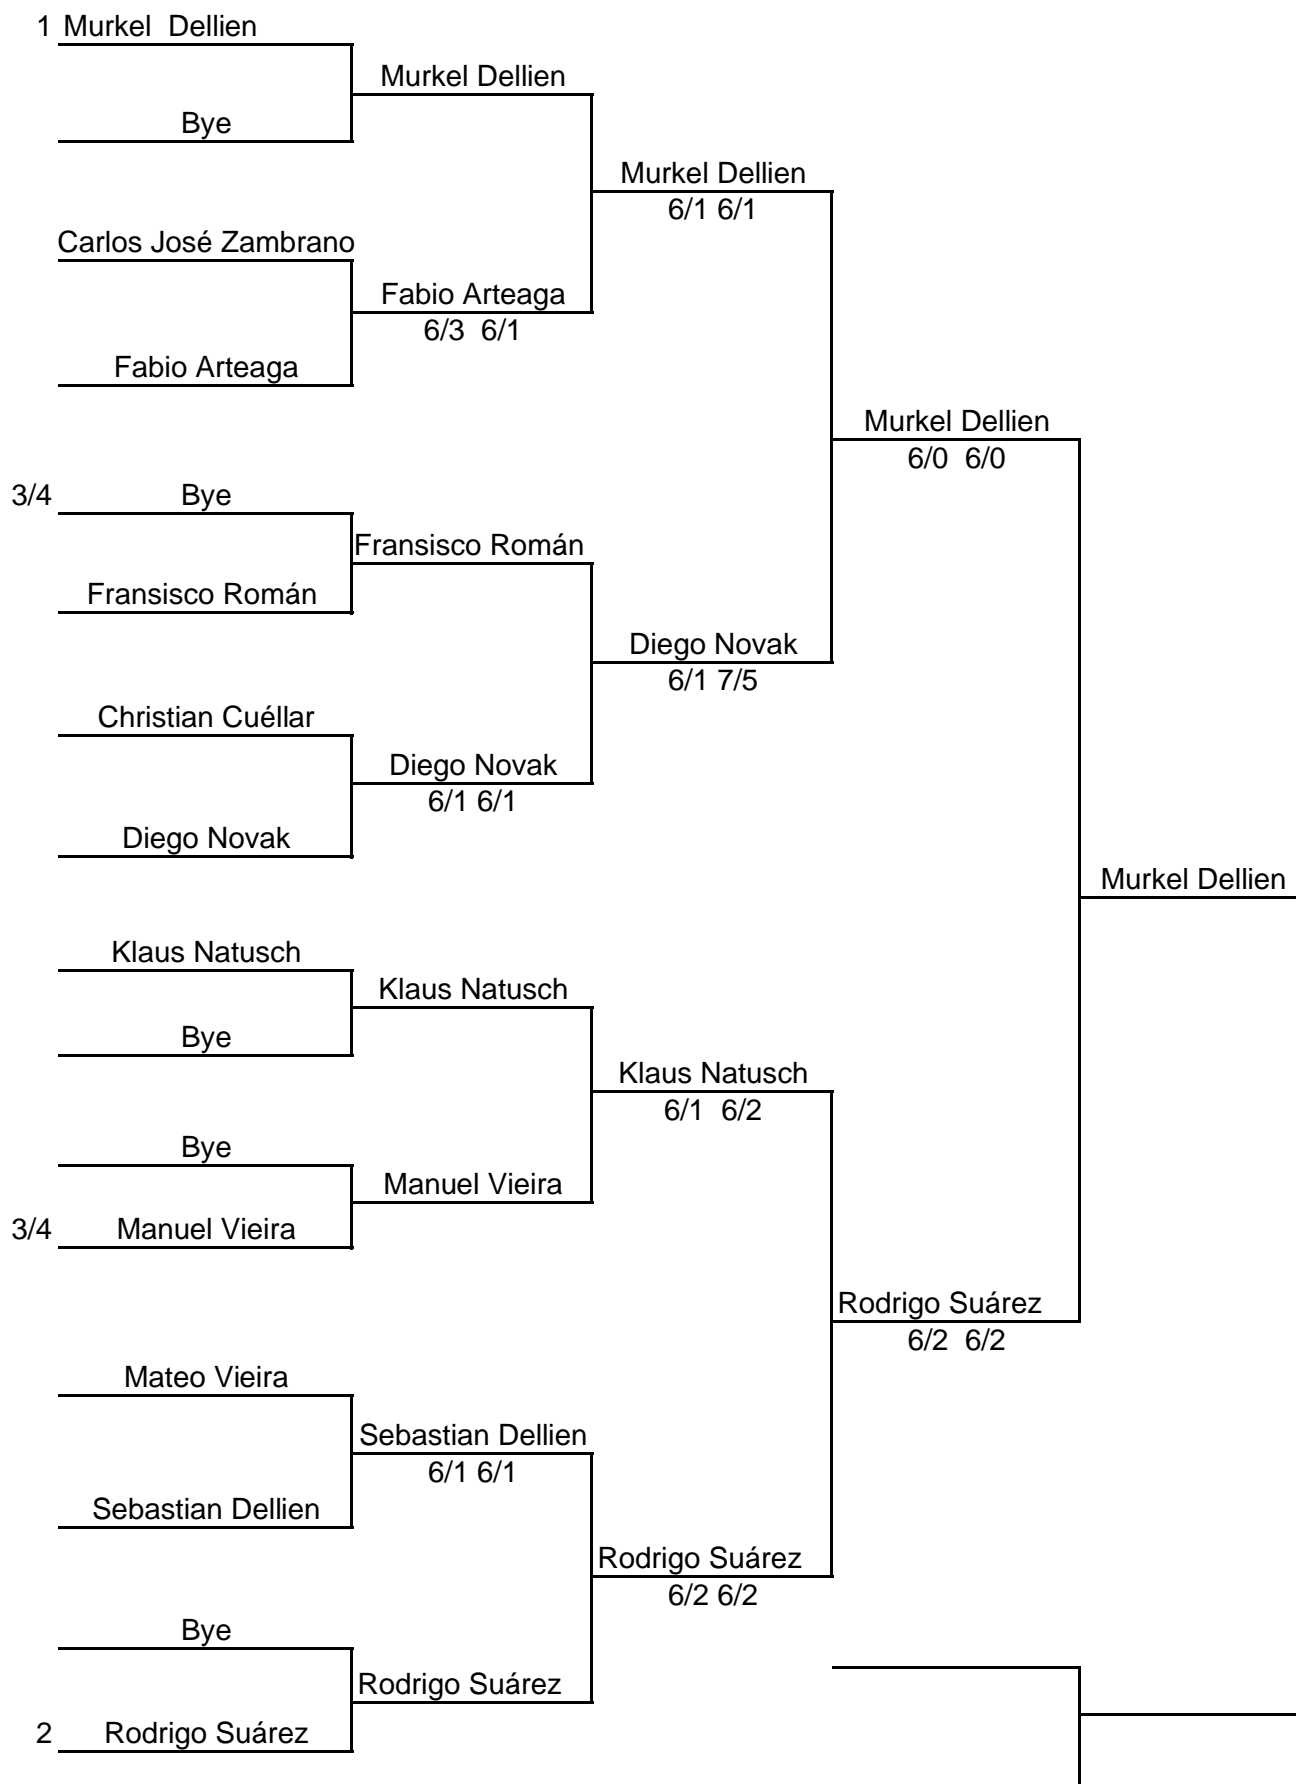 1 Murkel  Dellien
Murkel Dellien
Bye
Murkel Dellien
6/1 6/1
Carlos José Zambrano
Fabio Arteaga
6/3  6/1
Fabio Arteaga
Murkel Dellien
6/0  6/0
3/4 Bye
Fransisco Román
Fransisco Román
Diego Novak
6/1 7/5
Christian Cuéllar
Diego Novak
6/1 6/1
Diego Novak
Murkel Dellien
Klaus Natusch
Klaus Natusch
Bye
Klaus Natusch
6/1  6/2
Bye
Manuel Vieira
3/4 Manuel Vieira
Rodrigo Suárez
6/2  6/2
Mateo Vieira
Sebastian Dellien
6/1 6/1
Sebastian Dellien
Rodrigo Suárez
6/2 6/2
Bye
Rodrigo Suárez
2 Rodrigo Suárez